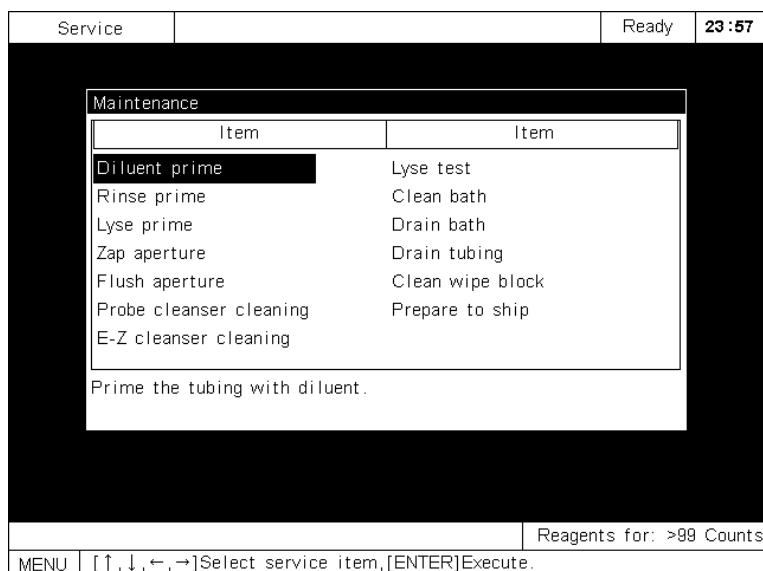 Service Ready 23:57
Maintenance
Item Item
Diluent prime Lyse test
Rinse prime Clean bath
Lyse prime Drain bath
Zap aperture Drain tubing
Flush aperture Clean wipe block
Probe cleanser cleaning Prepare to ship
E-Z cleanser cleaning
Prime the tubing with diluent.
Reagents for: >99 Counts
MENU [↑,↓,←,→]Select service item,[ENTER]Execute.